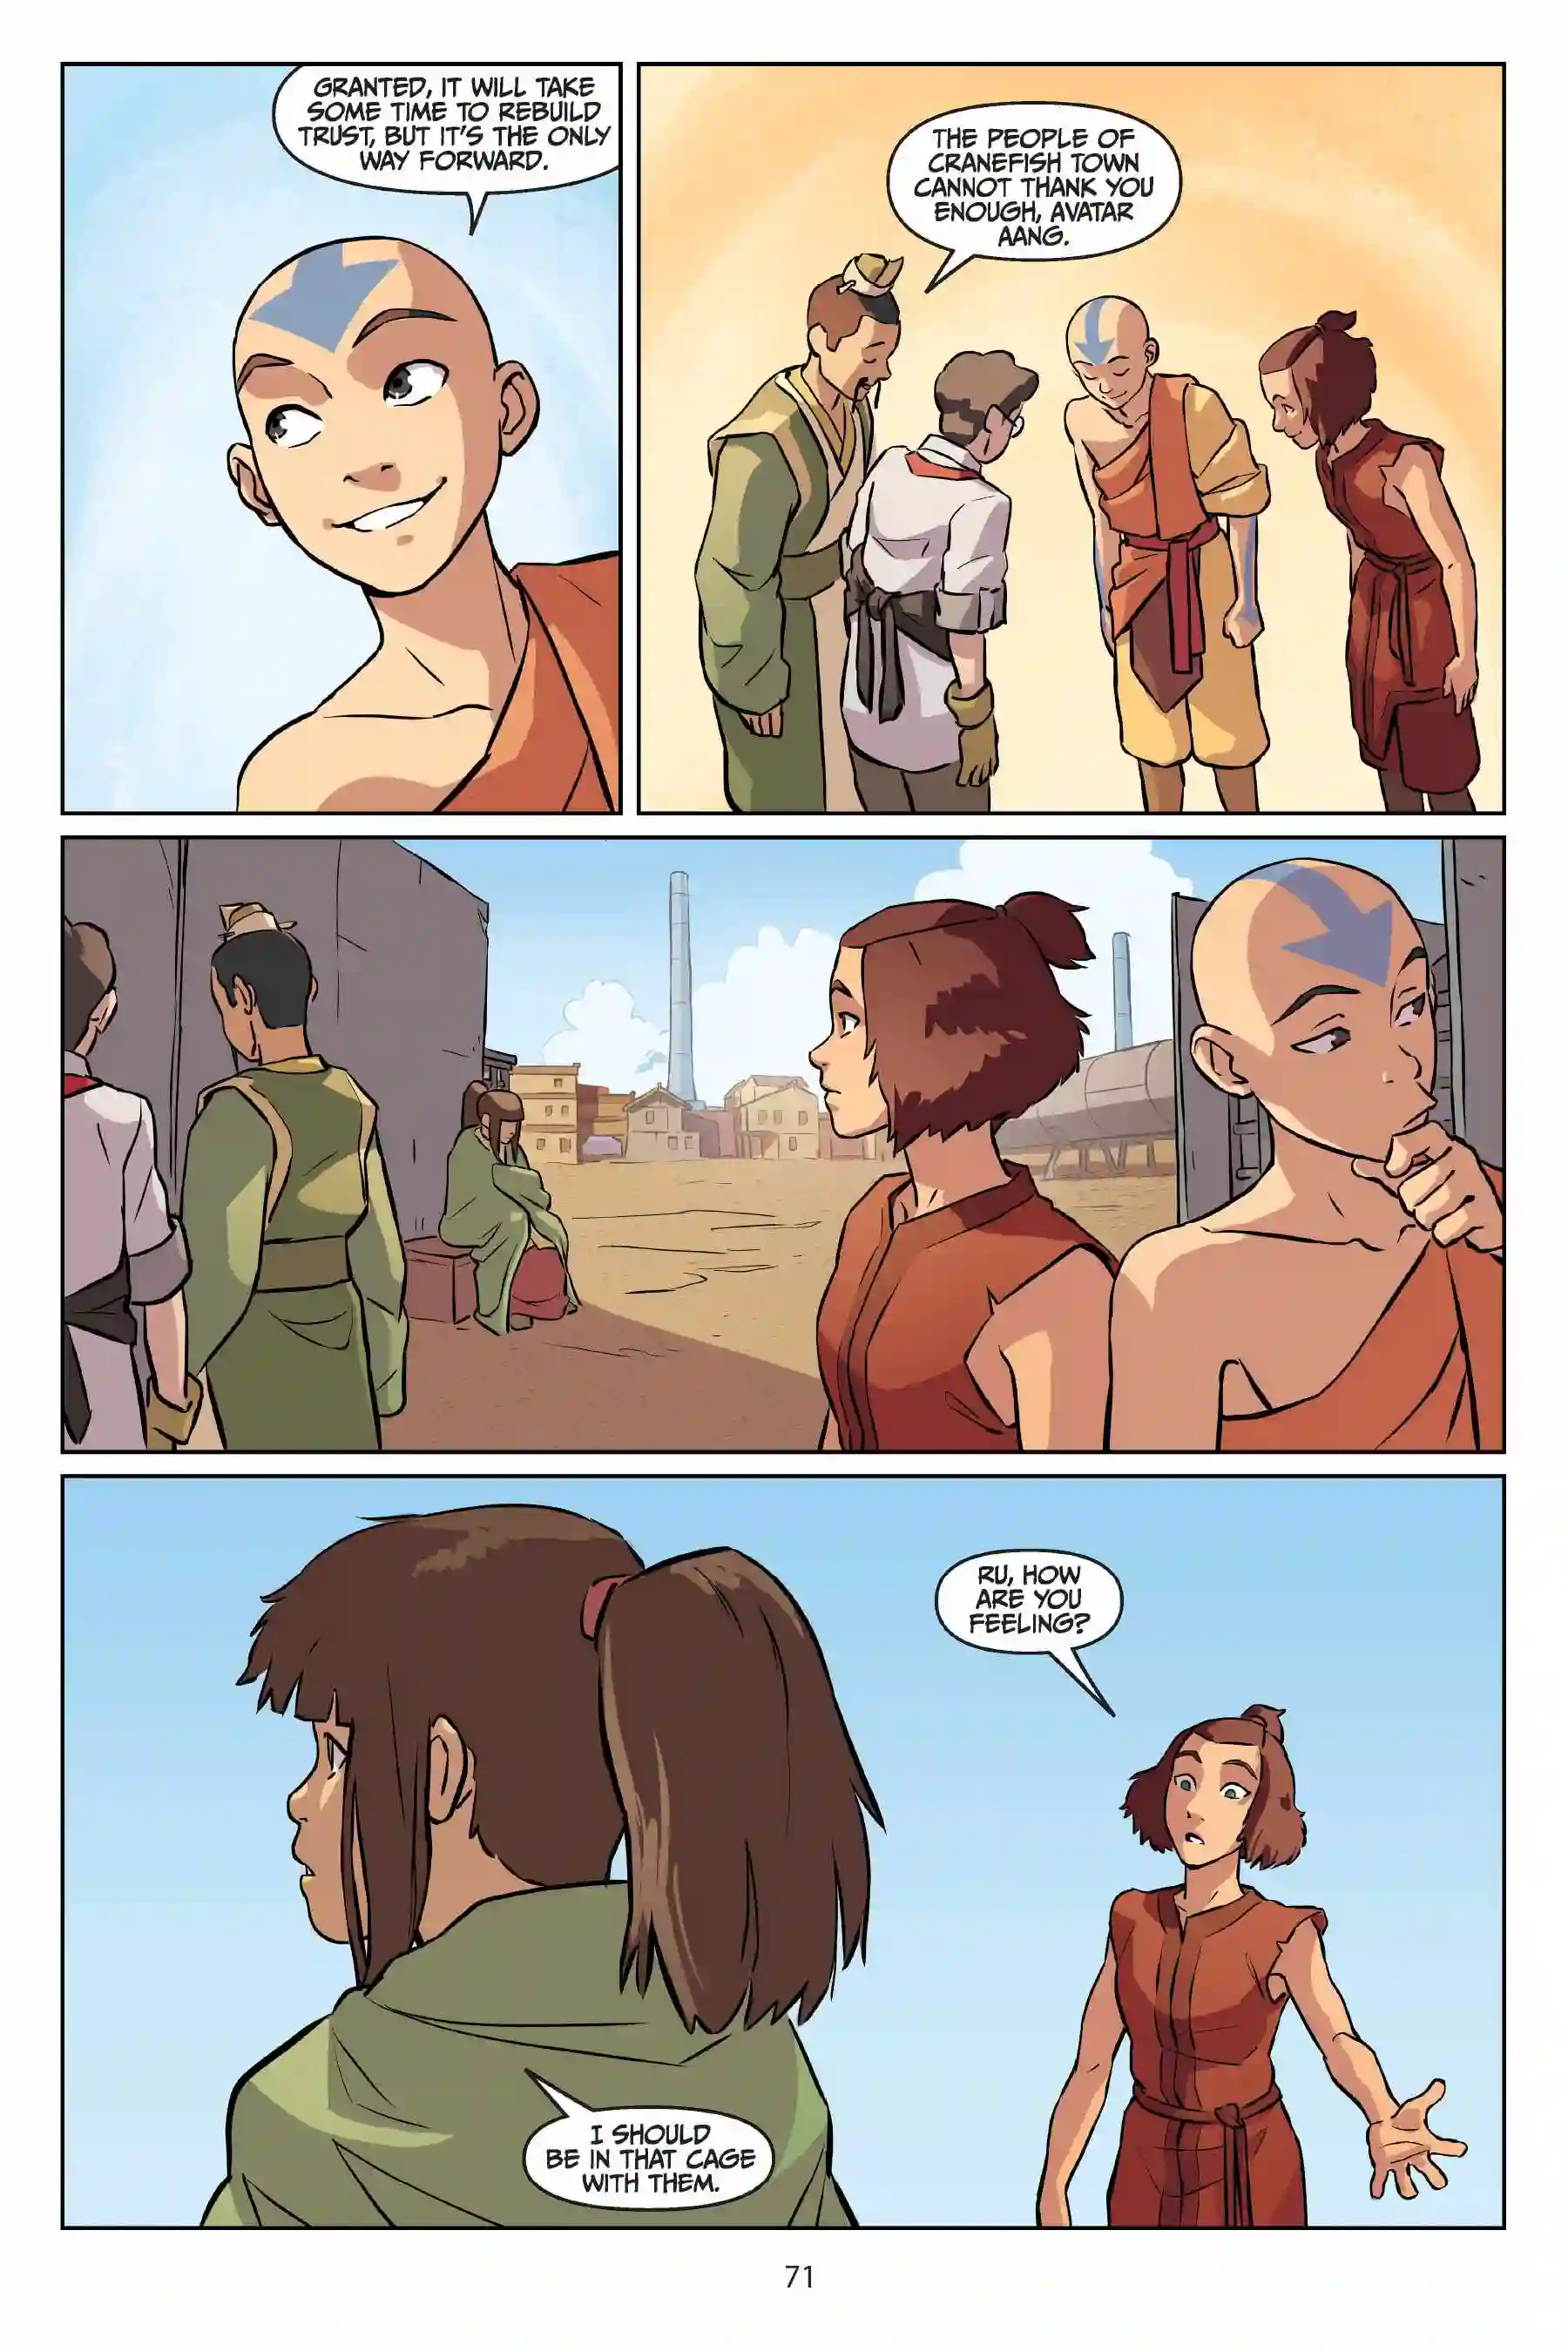 GRANTED, IT WILL TAKE
SOME TIME TO REBUILD
TRUST, BUT IT'S THE ONLY
WAY FORWARD.
THE PEOPLE OF
CRANEFISH TOWN
CANNOT THANK YOU
ENOUGH, AVATAR
AANG.
RU, HOW
ARE YOU
FEELING?
I SHOULD
BE IN THAT CAGE
WITH THEM.
71